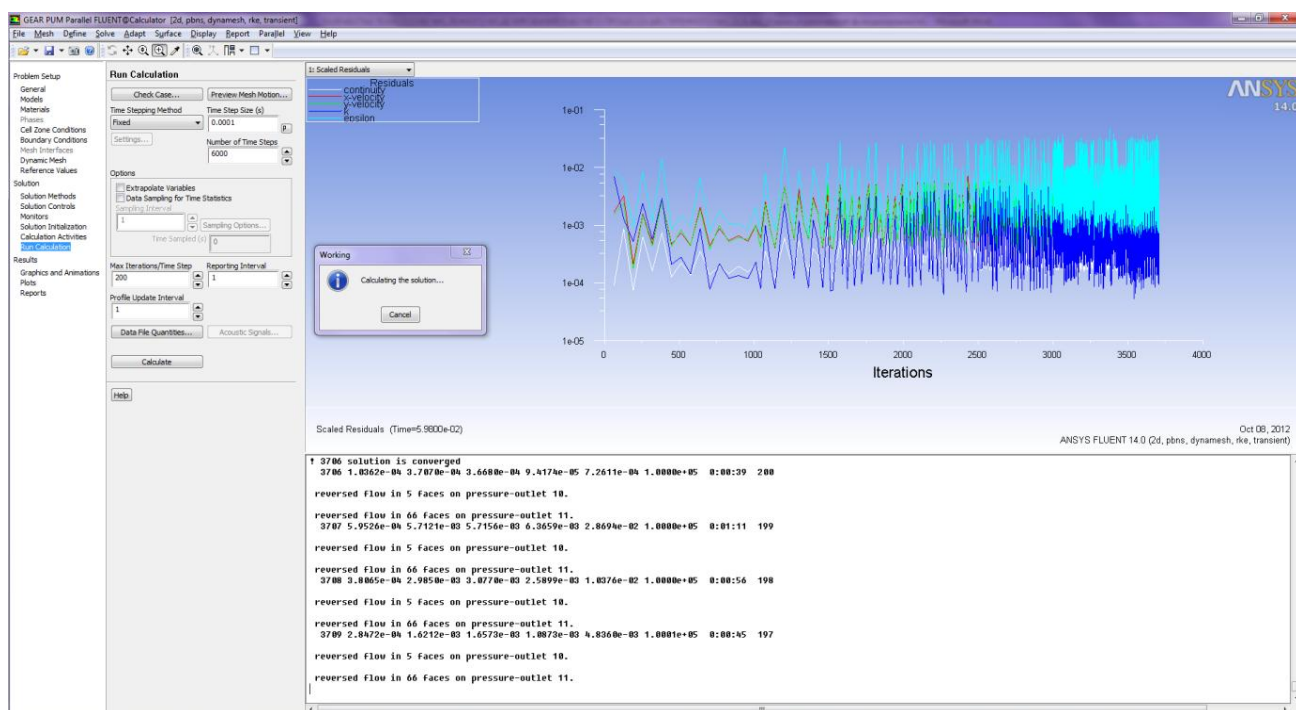 GEAR PUM Parallel FLUENT@Calculator [2d, pbns, dynamesh, rke, transient]
File Mesh Define Solve Adapt Surface Display Report Parallel View Help
Problem Setup
General
Models
Materials
Phases
Cell Zone Conditions
Boundary Conditions
Mesh Interfaces
Dynamic Mesh
Reference Values
Solution
Solution Methods
Solution Controls
Monitors
Solution Initialization
Calculation Activities
Run Calculation
Results
Graphics and Animations
Plots
Reports
Run Calculation
Check Case... Preview Mesh Motion...
Time Stepping Method Time Step Size (s)
Fixed 0.0001
P..
Settings... Number of Time Steps
6000
Options
Extrapolate Variables
Data Sampling for Time Statistics
Sampling Interval
1 Sampling Options...
Time Sampled (s) 0
Max Iterations/Time Step Reporting Interval
200 1
Profile Update Interval
1
Data File Quantities... Acoustic Signals...
Calculate
Help
1: Scaled Residuals
Residuals
continuity
x-velocity
y-velocity
k
epsilon
ANSYS
14.0
1e-01
1e-02
1e-03
1e-04
1e-05
0 500 1000 1500 2000 2500 3000 3500 4000
Iterations
Working
Calculating the solution...
Cancel
Scaled Residuals (Time=5.9800e-02)
Oct 08, 2012
ANSYS FLUENT 14.0 (2d, pbns, dynamesh, rke, transient)
! 3706 solution is converged
3706 1.0362e-04 3.7070e-04 3.6680e-04 9.4174e-05 7.2611e-04 1.0000e+05 0:00:39 200
reversed flow in 5 faces on pressure-outlet 10.
reversed flow in 66 faces on pressure-outlet 11.
3707 5.9526e-04 5.7121e-03 5.7156e-03 6.3659e-03 2.8694e-02 1.0000e+05 0:01:11 199
reversed flow in 5 faces on pressure-outlet 10.
reversed flow in 66 faces on pressure-outlet 11.
3708 3.8065e-04 2.9850e-03 3.0770e-03 2.5899e-03 1.0376e-02 1.0000e+05 0:00:56 198
reversed flow in 5 faces on pressure-outlet 10.
reversed flow in 66 faces on pressure-outlet 11.
3709 2.8472e-04 1.6212e-03 1.6573e-03 1.0873e-03 4.8360e-03 1.0001e+05 0:00:45 197
reversed flow in 5 faces on pressure-outlet 10.
reversed flow in 66 faces on pressure-outlet 11.